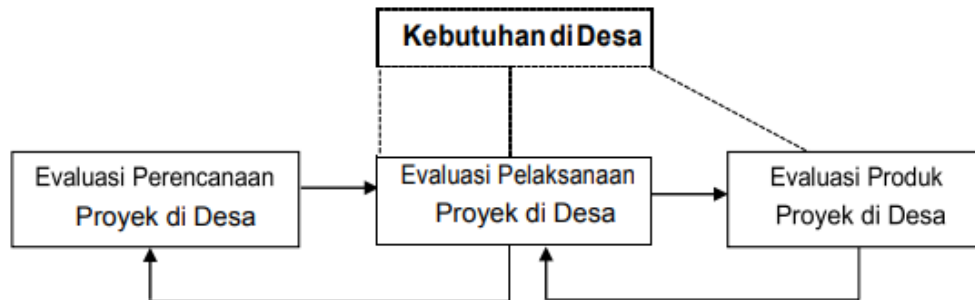 Kebutuhan di Desa
Evaluasi Perencanaan
Proyek di Desa
Evaluasi Pelaksanaan
Proyek di Desa
Evaluasi Produk
Proyek di Desa